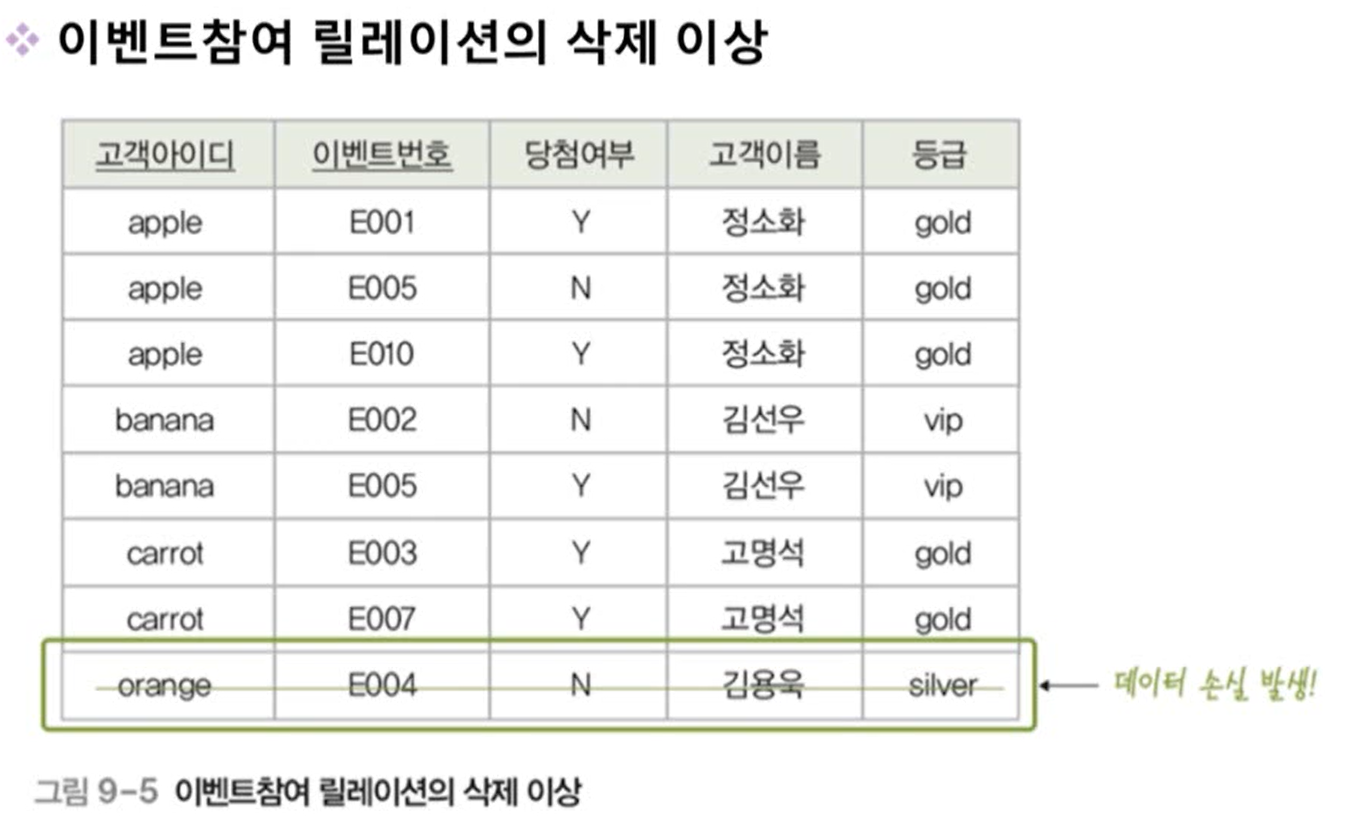 이벤트참여 릴레이션의 삭제 이상
고객아이디 이벤트번호 당첨여부 고객이름 등급
apple E001 Y 정소화 gold
apple E005 N 정소화 gold
apple E010 Y 정소화 gold
banana E002 N 김선우 vip
banana E005 Y 김선우 vip
carrot E003 Y 고명석 gold
carrot E007 Y 고명석 gold
orange E004 N 김용욱 silver
데이터 손실 발생!
그림 9-5 이벤트참여 릴레이션의 삭제 이상